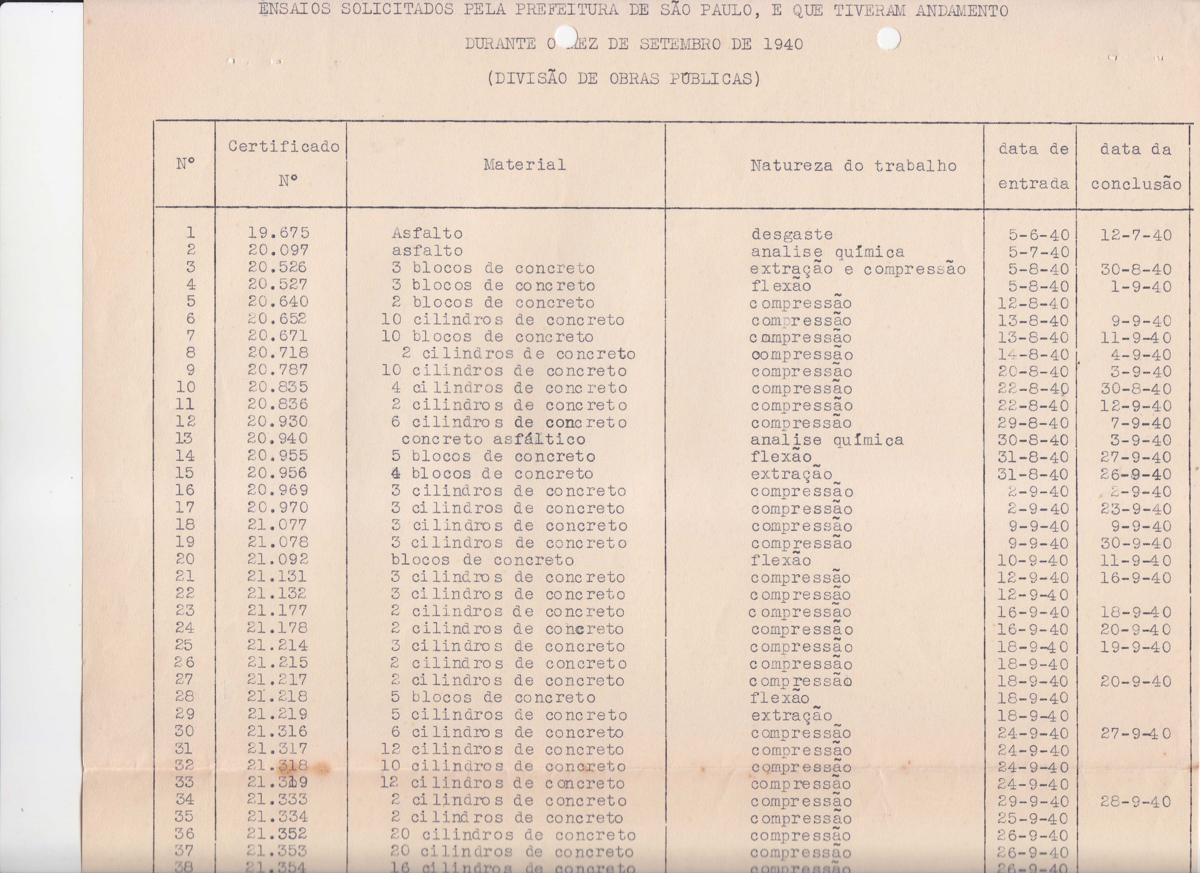 ENSAIOS SOLICITADOS PELA PREFEITURA DE SÃO PAULO, E QUE TIVERAM ANDAMENTO
DURANTE O MEZ DE SETEMBRO DE 1940
(DIVISÃO DE OBRAS PÚBLICAS)
Nº Certificado Nº Material Natureza do trabalho data de entrada data da conclusão
1 19.675 Asfalto desgaste 5-6-40 12-7-40
2 20.097 asfalto analise química 5-7-40
3 20.526 3 blocos de concreto extração e compressão 5-8-40 30-8-40
4 20.527 3 blocos de concreto flexão 5-8-40 1-9-40
5 20.640 2 blocos de concreto compressão 12-8-40
6 20.652 10 cilindros de concreto compressão 13-8-40 9-9-40
7 20.671 10 blocos de concreto cmmpressão 13-8-40 11-9-40
8 20.718 2 cilindros de concreto compressão 14-8-40 4-9-40
9 20.787 10 cilindros de concreto compressão 20-8-40 3-9-40
10 20.835 4 cilindros de concreto compressão 22-8-40 30-8-40
11 20.836 2 cilindros de concreto compressão 22-8-40 12-9-40
12 20.930 6 cilindros de concreto compressão 29-8-40 7-9-40
13 20.940 concreto asfáltico analise química 30-8-40 3-9-40
14 20.955 5 blocos de concreto flexão 31-8-40 27-9-40
15 20.956 4 blocos de concreto extração 31-8-40 26-9-40
16 20.969 3 cilindros de concreto compressão 2-9-40 2-9-40
17 20.970 3 cilindros de concreto compressão 2-9-40 23-9-40
18 21.077 3 cilindros de concreto compressão 9-9-40 9-9-40
19 21.078 3 cilindros de concreto compressão 9-9-40 30-9-40
20 21.092 blocos de concreto flexão 10-9-40 11-9-40
21 21.131 3 cilindros de concreto compressão 12-9-40 16-9-40
22 21.132 3 cilindros de concreto compressão 12-9-40
23 21.177 2 cilindros de concreto compressão 16-9-40 18-9-40
24 21.178 2 cilindros de concreto compressão 16-9-40 20-9-40
25 21.214 3 cilindros de concreto compressão 18-9-40 19-9-40
26 21.215 2 cilindros de concreto compressão 18-9-40
27 21.217 2 cilindros de concreto compressão 18-9-40 20-9-40
28 21.218 5 blocos de concreto flexão 18-9-40
29 21.219 5 cilindros de concreto extração 18-9-40
30 21.316 6 cilindros de concreto compressão 24-9-40 27-9-40
31 21.317 12 cilindros de concreto compressão 24-9-40
32 21.318 10 cilindros de concreto compressão 24-9-40
33 21.319 12 cilindros de concreto compressão 24-9-40
34 21.333 2 cilindros de concreto compressão 29-9-40 28-9-40
35 21.334 2 cilindros de concreto compressão 25-9-40
36 21.352 20 cilindros de concreto compressão 26-9-40
37 21.353 20 cilindros de concreto compressão 26-9-40
38 21.354 16 cilindros de concreto compressão 26-9-40